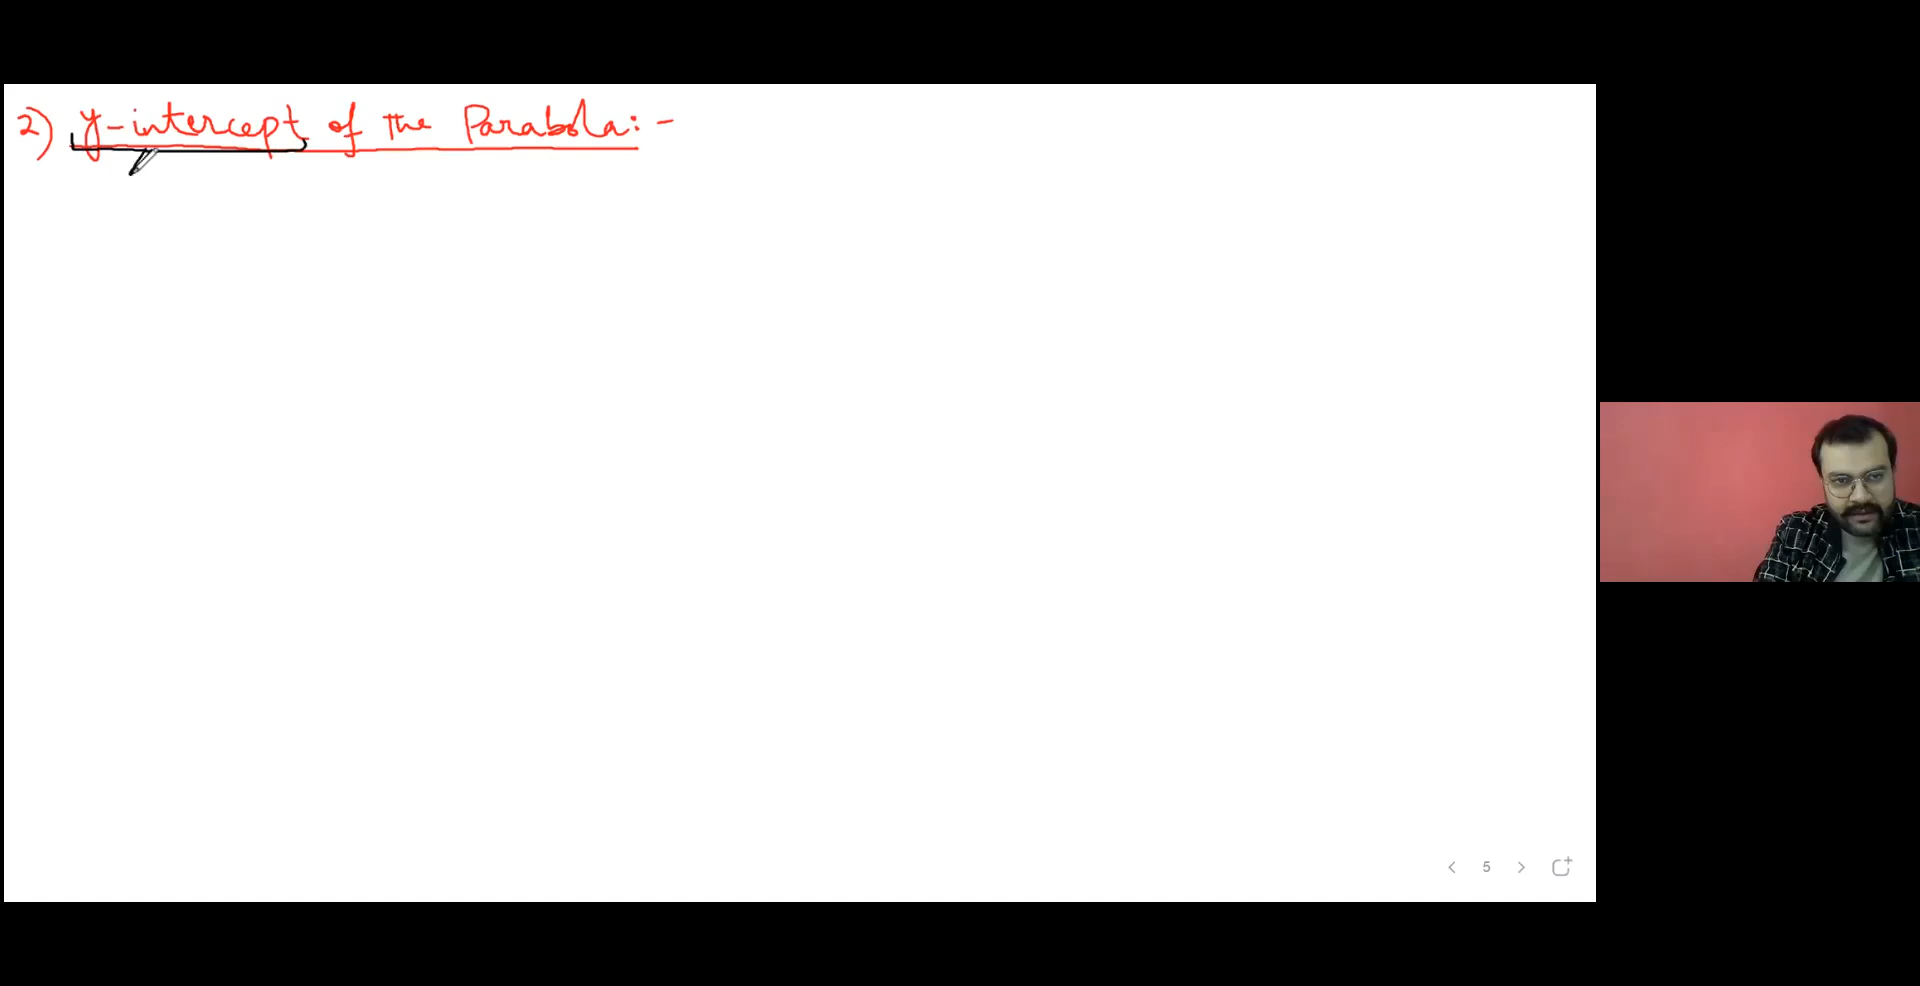 2) y-intercept of the Parabola:-
5